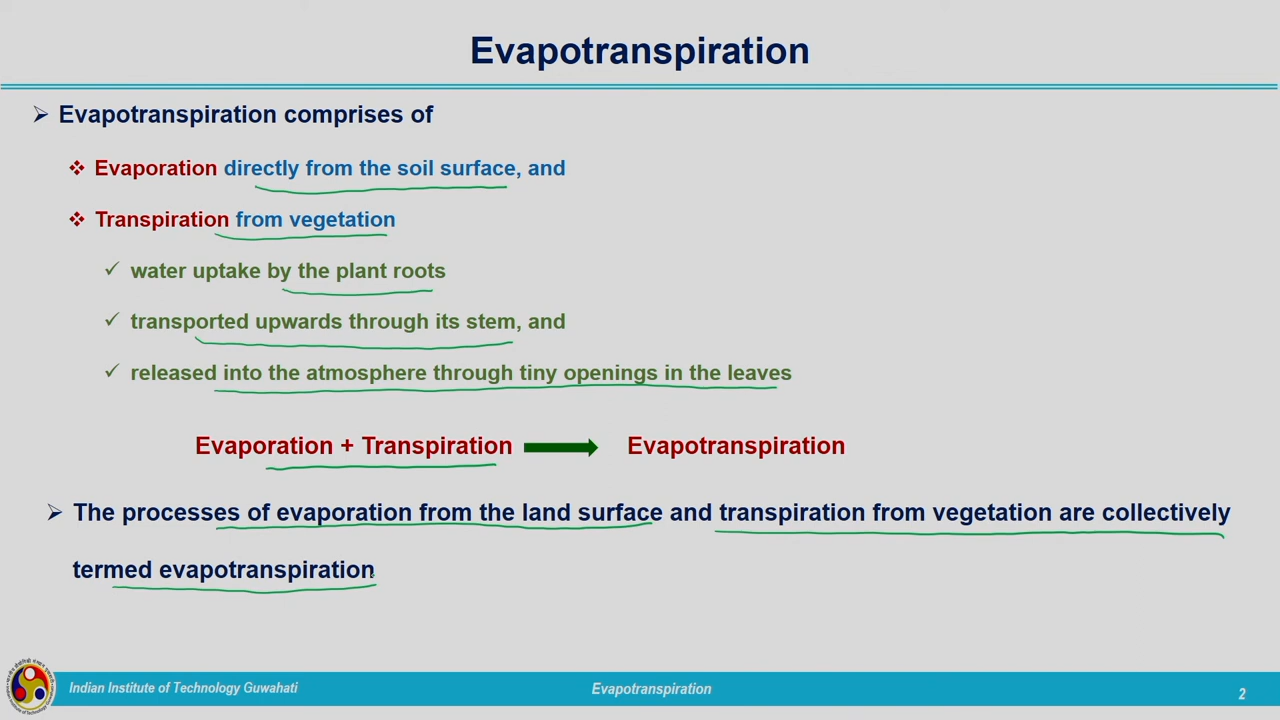 Evapotranspiration
Evapotranspiration comprises of
Evaporation directly from the soil surface, and
Transpiration from vegetation
water uptake by the plant roots
transported upwards through its stem, and
released into the atmosphere through tiny openings in the leaves
Evaporation + Transpiration Evapotranspiration
The processes of evaporation from the land surface and transpiration from vegetation are collectively
termed evapotranspiration
Indian Institute of Technology Guwahati Evapotranspiration 2